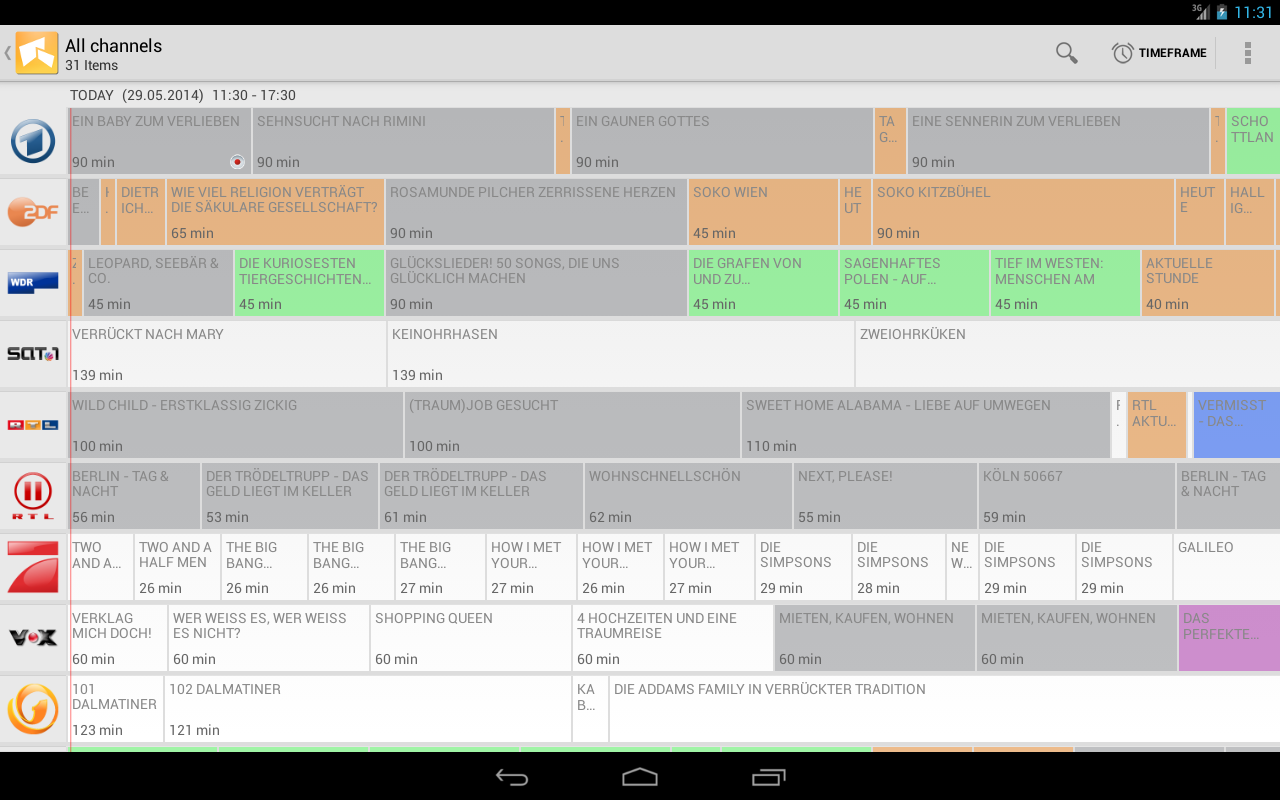 3G
11:31
All channels
31 Items
TIMEFRAME
TODAY (29.05.2014) 11:30 - 17:30
EIN BABY ZUM VERLIEBEN
90 min
SEHNSUCHT NACH RIMINI
90 min
EIN GAUNER GOTTES
90 min
TA
G...
EINE SENNERIN ZUM VERLIEBEN
90 min
SCHO
TTLAN
ZDF
BE
E...
DIETR
ICH...
WIE VIEL RELIGION VERTRÄGT
DIE SÄKULARE GESELLSCHAFT?
65 min
ROSAMUNDE PILCHER ZERRISSENE HERZEN
90 min
SOKO WIEN
45 min
HE
UT
SOKO KITZBÜHEL
90 min
HEUT
E
HALL
IG...
WDR
LEOPARD, SEEBÄR &
CO.
45 min
DIE KURIOSESTEN
TIERGESCHICHTEN...
45 min
GLÜCKSLIEDER! 50 SONGS, DIE UNS
GLÜCKLICH MACHEN
90 min
DIE GRAFEN VON
UND ZU...
45 min
SAGENHAFTES
POLEN - AUF...
45 min
TIEF IM WESTEN:
MENSCHEN AM
45 min
AKTUELLE
STUNDE
40 min
SAT.1
VERRÜCKT NACH MARY
139 min
KEINOHRHASEN
139 min
ZWEIOHRKÜKEN
WILD CHILD - ERSTKLASSIG ZICKIG
100 min
(TRAUM)JOB GESUCHT
100 min
SWEET HOME ALABAMA - LIEBE AUF UMWEGEN
110 min
RTL
AKTU...
VERMISST
- DAS...
RTL
BERLIN - TAG &
NACHT
56 min
DER TRÖDELTRUPP - DAS
GELD LIEGT IM KELLER
53 min
DER TRÖDELTRUPP - DAS
GELD LIEGT IM KELLER
61 min
WOHNSCHNELLSCHÖN
62 min
NEXT, PLEASE!
55 min
KÖLN 50667
59 min
BERLIN - TAG
& NACHT
TWO
AND A...
TWO AND A
HALF MEN
26 min
THE BIG
BANG...
26 min
THE BIG
BANG...
26 min
THE BIG
BANG...
27 min
HOW I MET
YOUR...
27 min
HOW I MET
YOUR...
26 min
HOW I MET
YOUR...
27 min
DIE
SIMPSONS
29 min
DIE
SIMPSONS
28 min
NE
W...
DIE
SIMPSONS
29 min
DIE
SIMPSONS
29 min
GALILEO
VOX
VERKLAG
MICH DOCH!
60 min
WER WEISS ES, WER WEISS
ES NICHT?
60 min
SHOPPING QUEEN
60 min
4 HOCHZEITEN UND EINE
TRAUMREISE
60 min
MIETEN, KAUFEN, WOHNEN
60 min
MIETEN, KAUFEN, WOHNEN
60 min
DAS
PERFEKTE...
101
DALMATINER
123 min
102 DALMATINER
121 min
KA
B...
DIE ADDAMS FAMILY IN VERRÜCKTER TRADITION